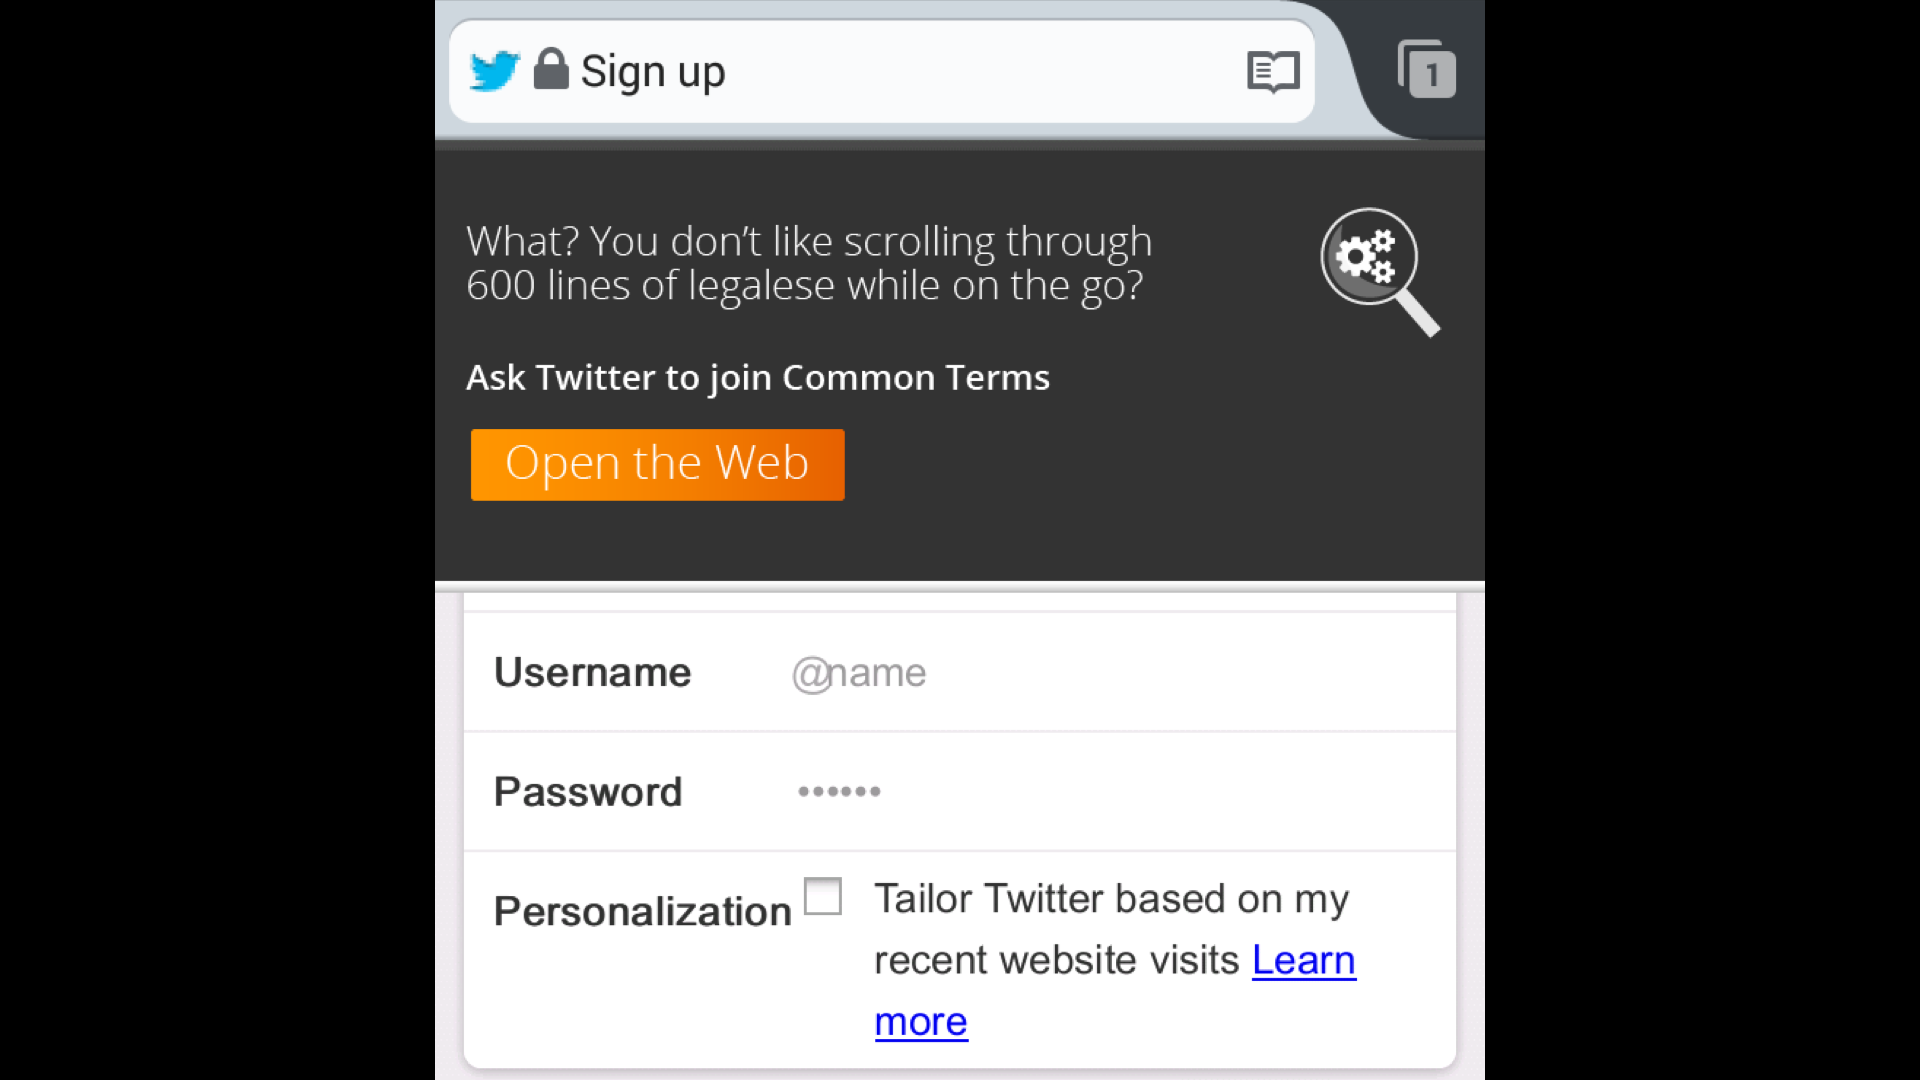 Sign up
1
What? You don't like scrolling through
600 lines of legalese while on the go?
Ask Twitter to join Common Terms
Open the Web
Username @name
Password ••••••
Personalization Tailor Twitter based on my
recent website visits Learn
more